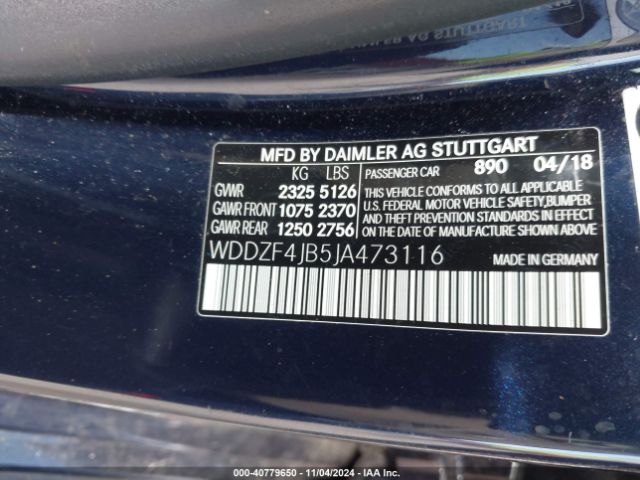 AG STUTTGART
MFD BY DAIMLER AG STUTTGART
KG LBS PASSENGER CAR 890 04/18
GVWR 2325 5126
GAWR FRONT 1075 2370
GAWR REAR 1250 2756
THIS VEHICLE CONFORMS TO ALL APPLICABLE
U.S. FEDERAL MOTOR VEHICLE SAFETY,BUMPER
AND THEFT PREVENTION STANDARDS IN EFFECT
ON THE DATE OF MANUFACTURE SHOWN ABOVE
WDDZF4JB5JA473116 MADE IN GERMANY
000-40779650 - 11/04/2024 - IAA Inc.